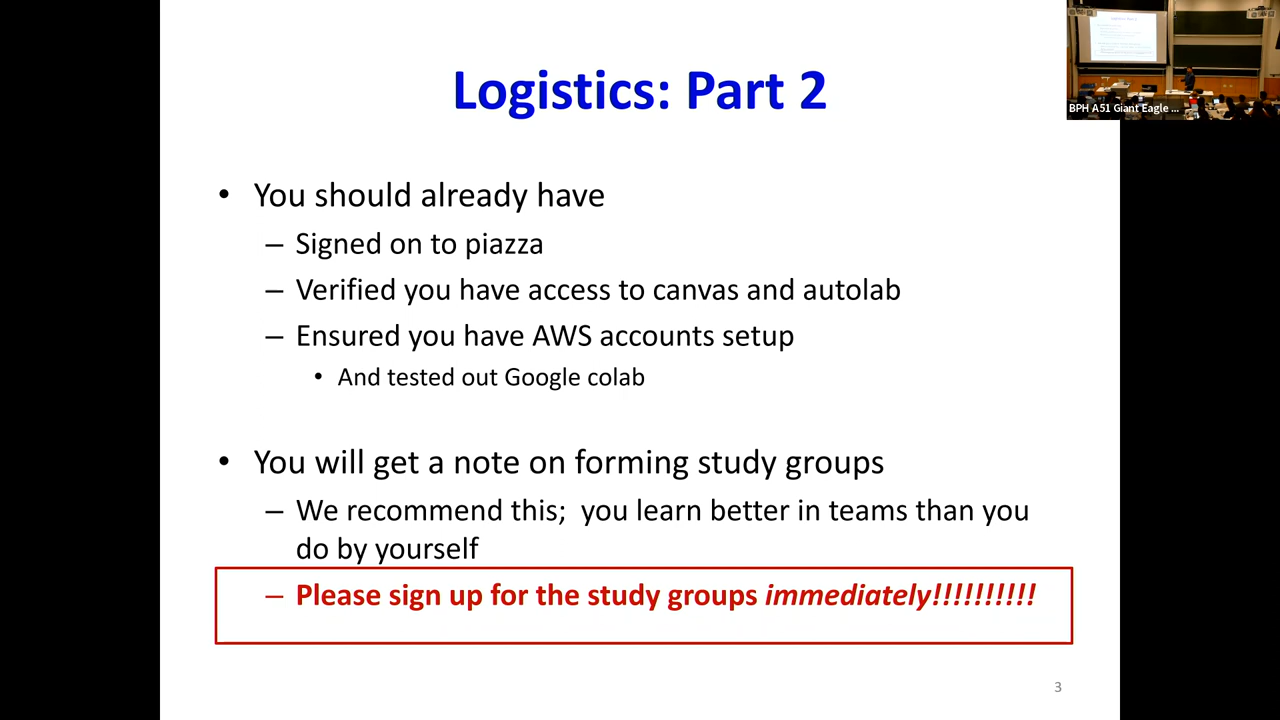 Logistics: Part 2
BPH A51 Giant Eagle ...
• You should already have
– Signed on to piazza
– Verified you have access to canvas and autolab
– Ensured you have AWS accounts setup
• And tested out Google colab
• You will get a note on forming study groups
– We recommend this;  you learn better in teams than you
do by yourself
– Please sign up for the study groups immediately!!!!!!!!!!
3